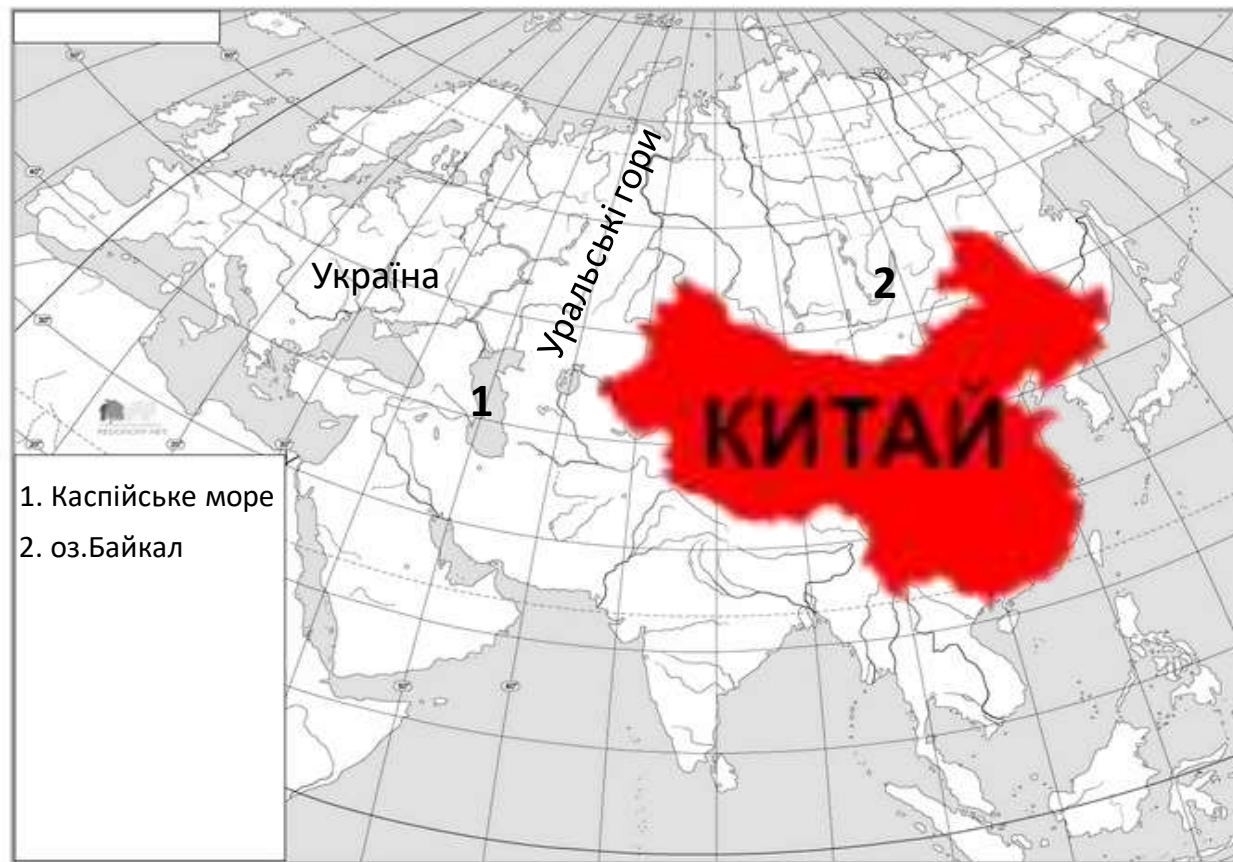 Україна
Уральські гори
2
1
КИТАЙ
1. Каспійське море
2. оз.Байкал